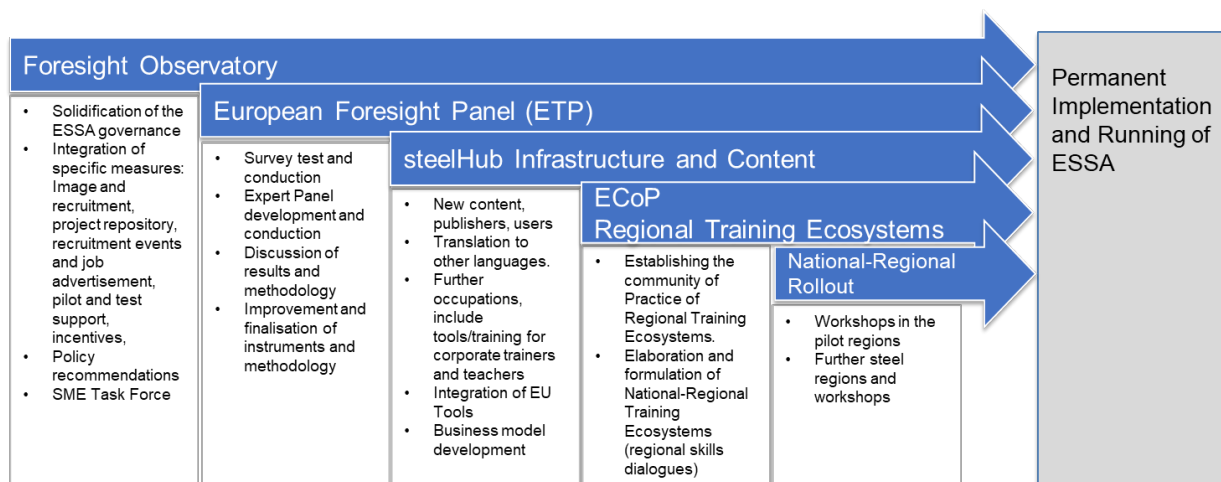 Foresight Observatory
• Solidification of the
ESSA governance
• Integration of
specific measures:
Image and
recruitment,
project repository,
recruitment events
and job
advertisement,
pilot and test
support,
incentives,
• Policy
recommendations
• SME Task Force
European Foresight Panel (ETP)
• Survey test and
conduction
• Expert Panel
development and
conduction
• Discussion of
results and
methodology
• Improvement and
finalisation of
instruments and
methodology
steelHub Infrastructure and Content
• New content,
publishers, users
• Translation to
other languages.
• Further
occupations,
include
tools/training for
corporate trainers
and teachers
• Integration of EU
Tools
• Business model
development
ECoP
Regional Training Ecosystems
• Establishing the
community of
Practice of
Regional Training
Ecosystems.
• Elaboration and
formulation of
National-Regional
Training
Ecosystems
(regional skills
dialogues)
National-Regional
Rollout
• Workshops in the
pilot regions
• Further steel
regions and
workshops
Permanent
Implementation
and Running of
ESSA